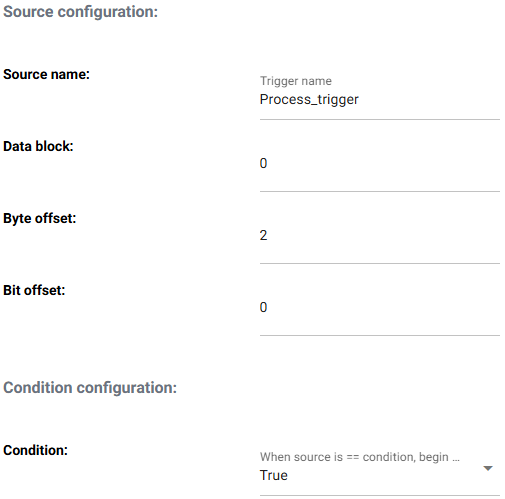 Source configuration:
Source name:
Trigger name
Process_trigger
Data block:
0
Byte offset:
2
Bit offset:
0
Condition configuration:
Condition:
When source is == condition, begin ...
True